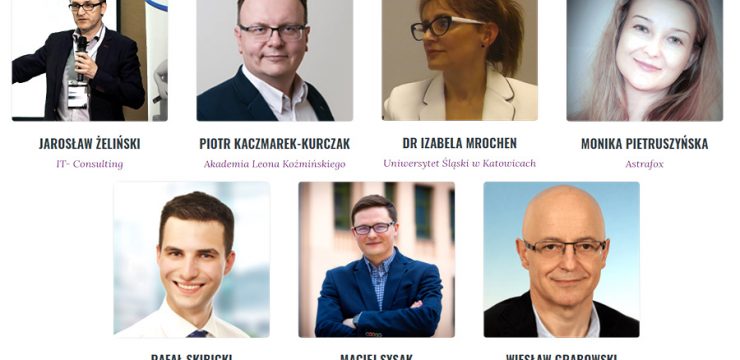 JAROSŁAW ŻELIŃSKI
IT- Consulting
PIOTR KACZMAREK-KURCZAK
Akademia Leona Koźmińskiego
DR IZABELA MROCHEN
Uniwersytet Śląski w Katowicach
MONIKA PIETRUSZYŃSKA
Astrafox
RAFAŁ SKIBICKI
MACIEJ SYSAK
WIESŁAW GRABOWSKI